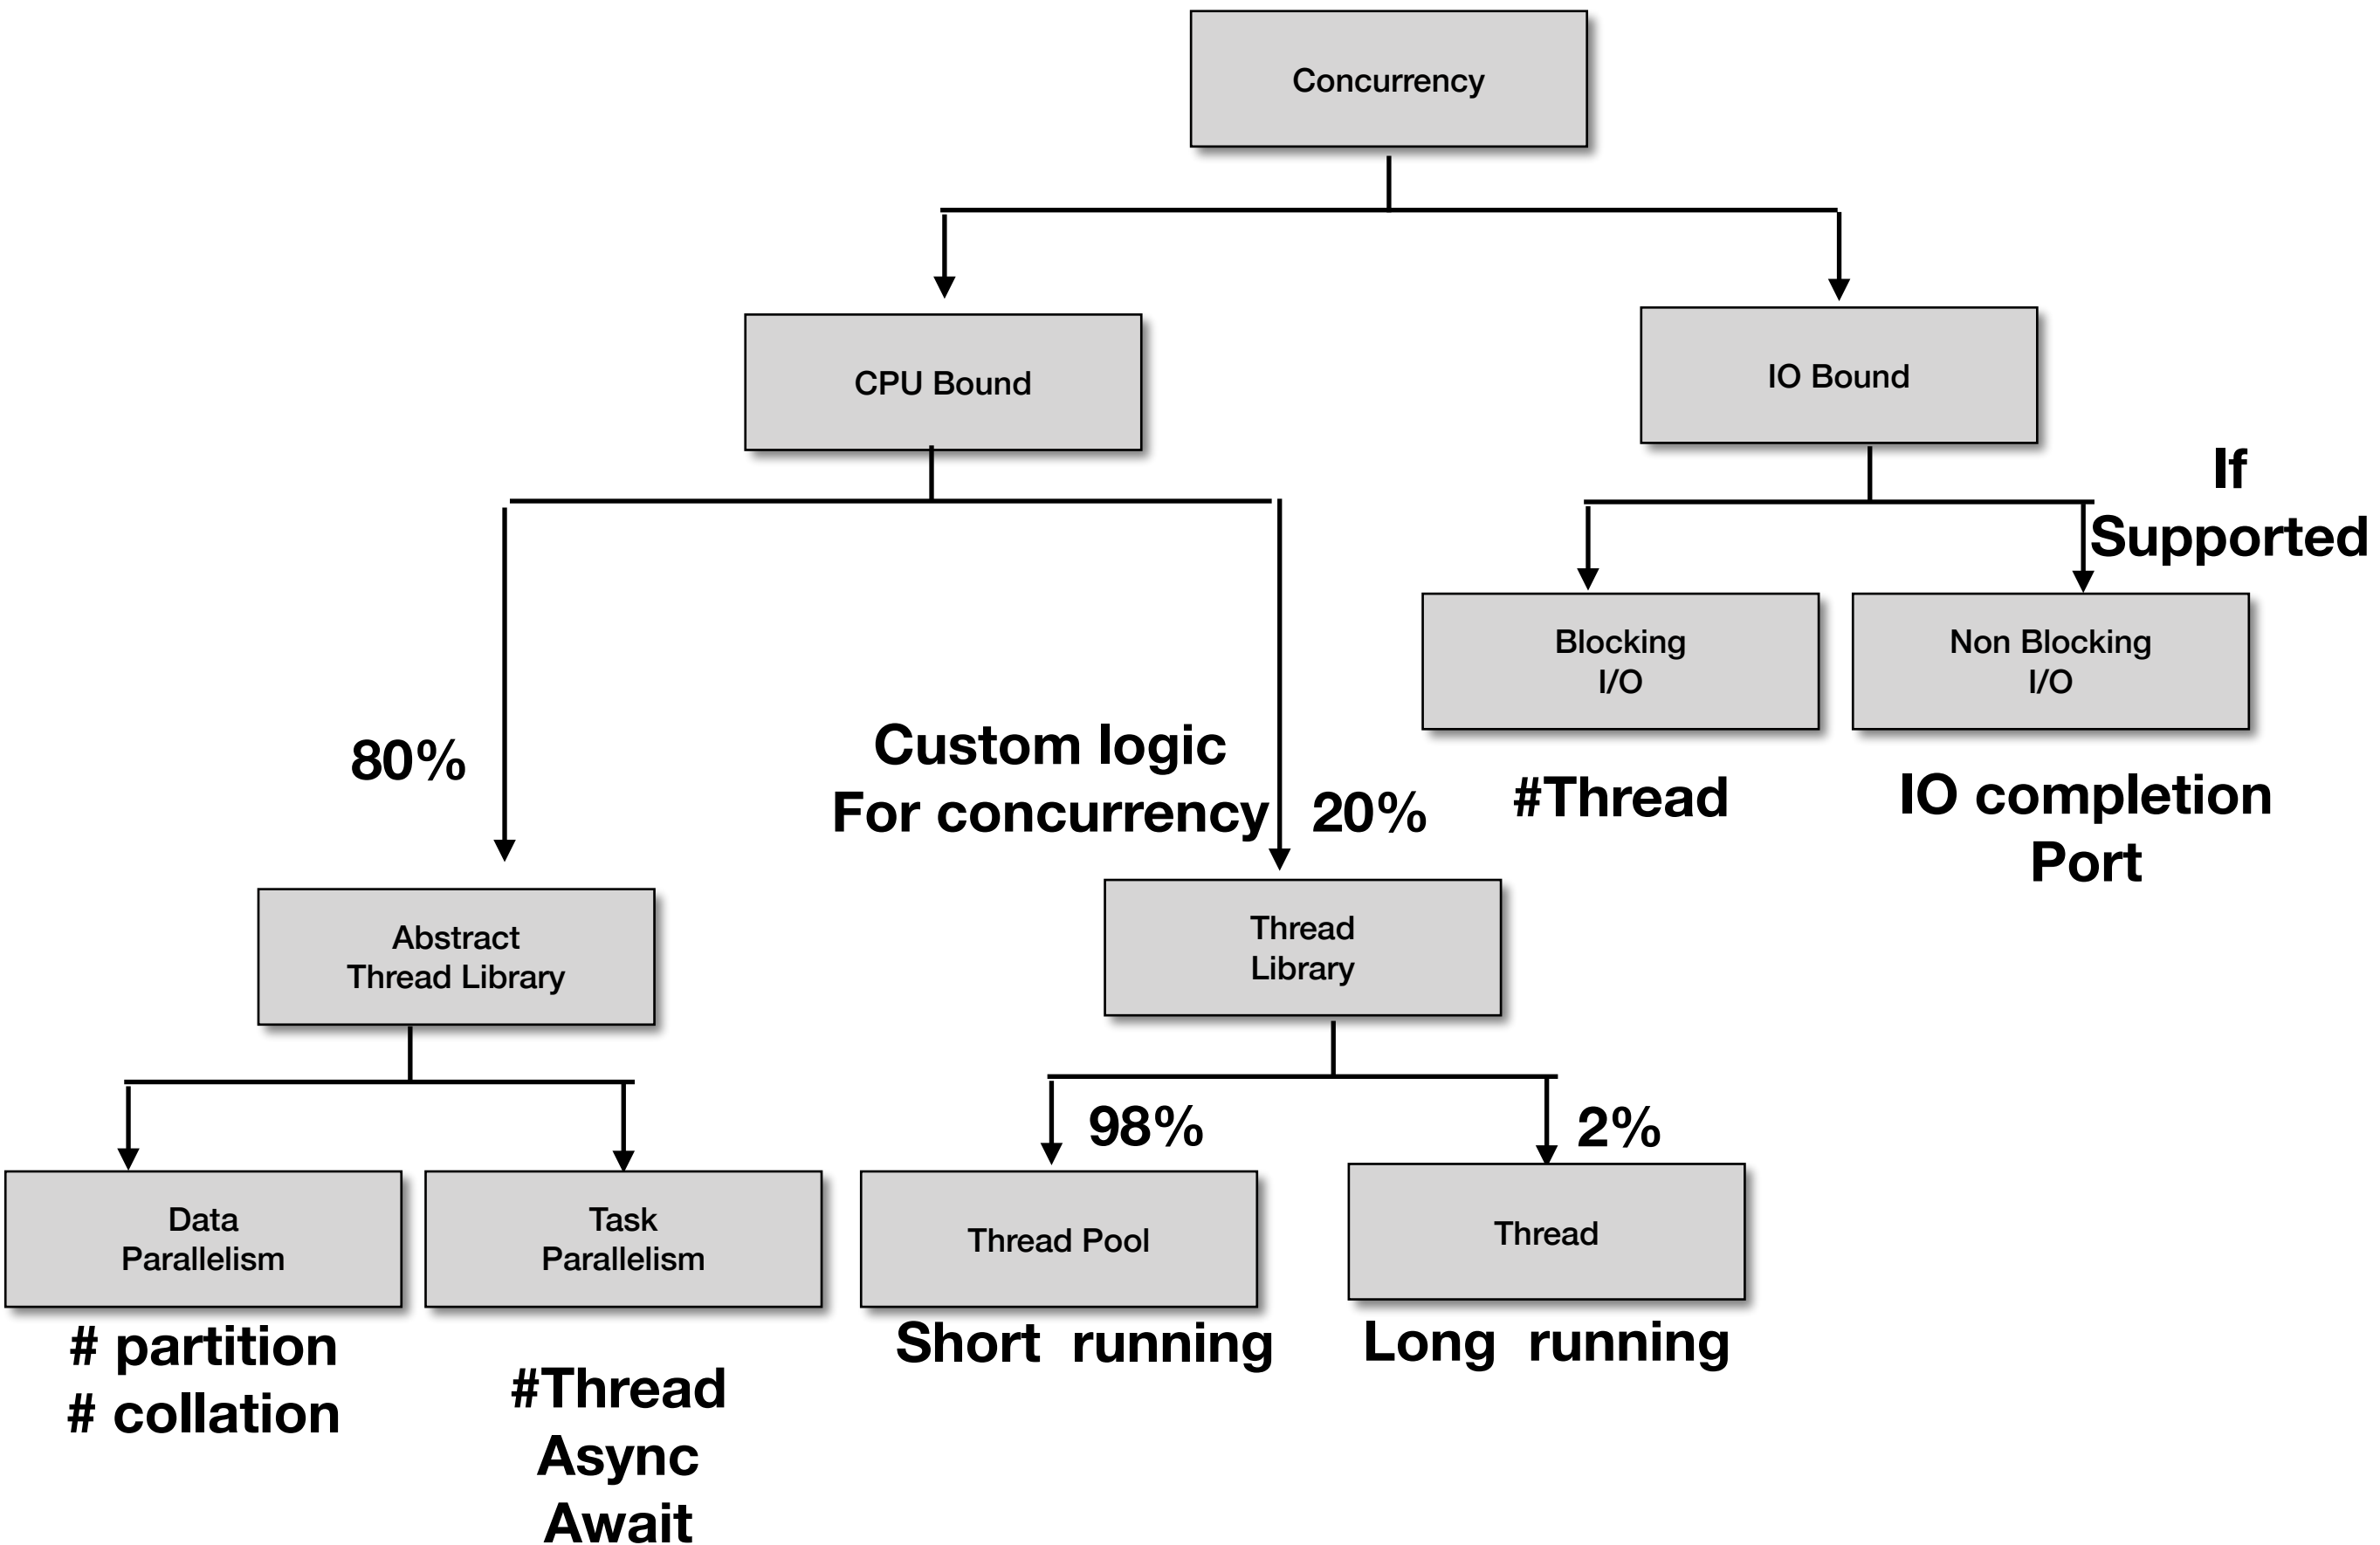 Concurrency
CPU Bound
IO Bound
If
Supported
Blocking
I/O
Non Blocking
I/O
80%
Custom logic
For concurrency
20%
#Thread
IO completion
Port
Abstract
Thread Library
Thread
Library
98%
2%
Data
Parallelism
Task
Parallelism
Thread Pool
Thread
# partition
# collation
#Thread
Async
Await
Short running
Long running